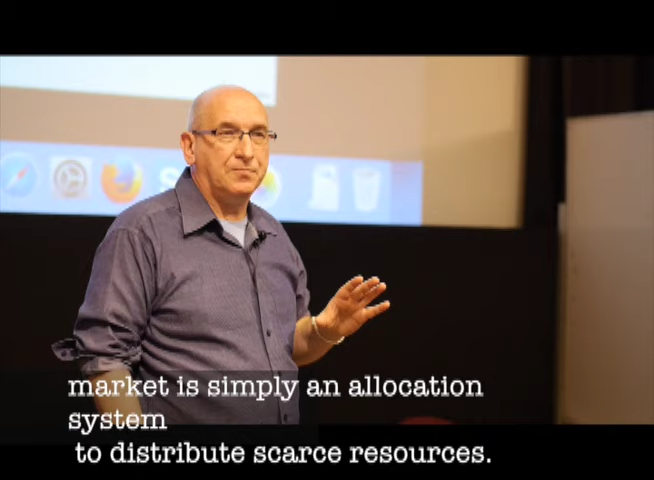 market is simply an allocation
system
to distribute scarce resources.